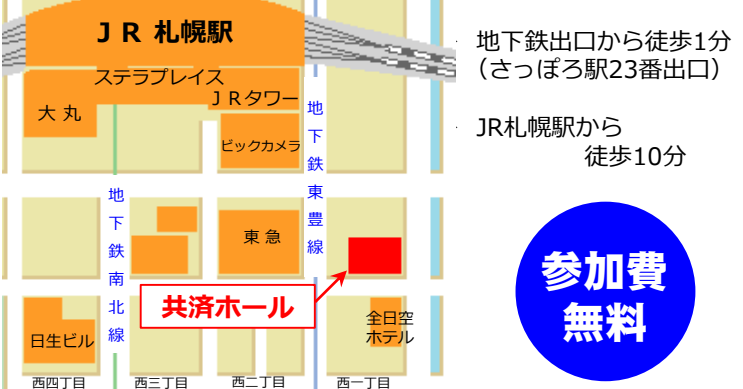 JR 札幌駅
ステラプレイス
JRタワー
大丸
ビックカメラ
地下鉄東豊線
地下鉄南北線
東急
共済ホール
日生ビル
全日空
ホテル
西四丁目
西三丁目
西二丁目
西一丁目
地下鉄出口から徒歩1分
（さっぽろ駅23番出口）
JR札幌駅から
徒歩10分
参加費
無料